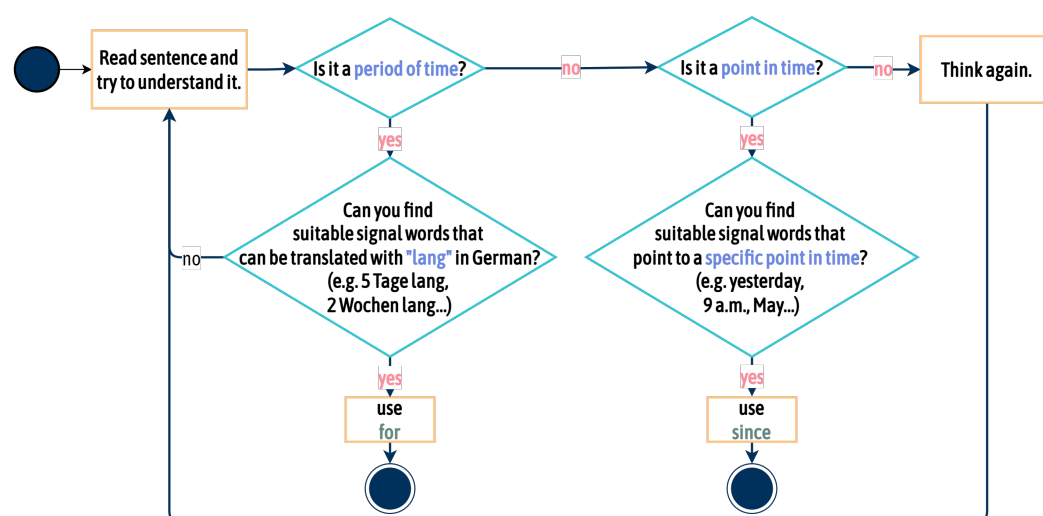 Read sentence and
try to understand it.
Is it a period of time?
no
Is it a point in time?
no
Think again.
yes
yes
Can you find
suitable signal words that
can be translated with "lang" in German?
(e.g. 5 Tage lang,
2 Wochen lang...)
no
Can you find
suitable signal words that
point to a specific point in time?
(e.g. yesterday,
9 a.m., May...)
yes
yes
use
for
use
since